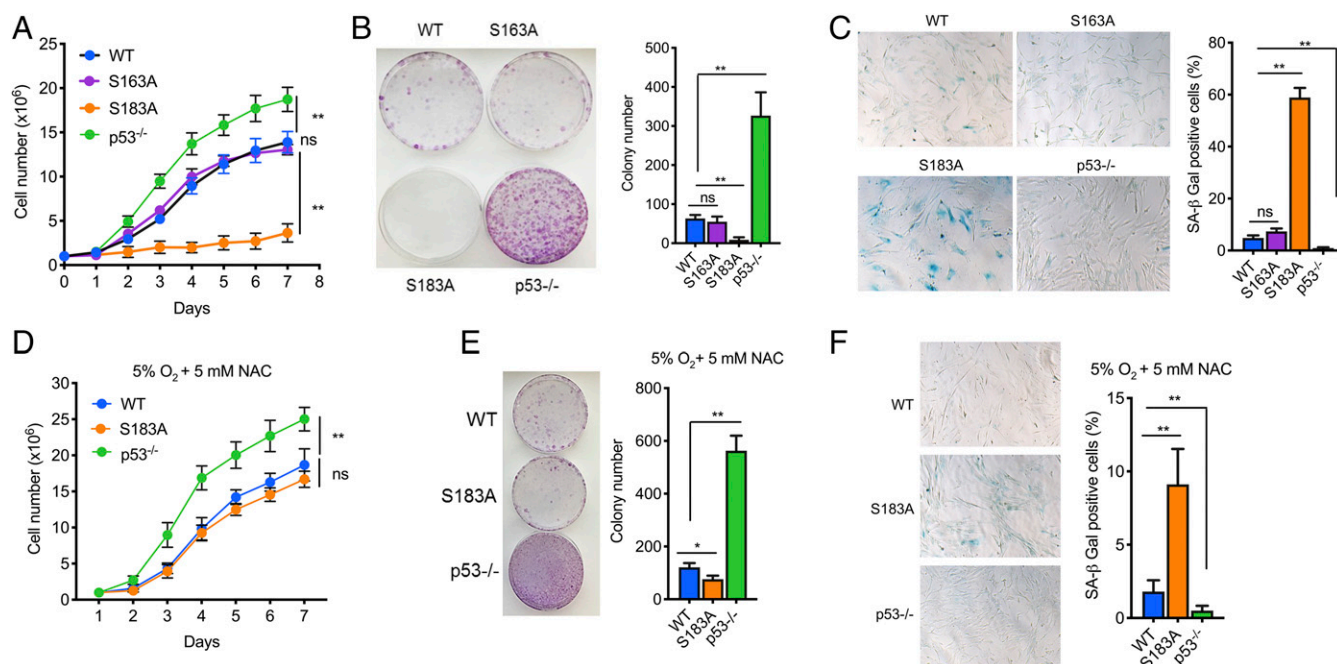 A
Cell number (x10⁶)
25
20
15
10
5
0
WT
S163A
S183A
p53-/-
**
ns
**
0 1 2 3 4 5 6 7 8
Days
B
WT S163A
S183A p53-/-
Colony number
500
400
300
200
100
0
**
**
ns
WT S163A S183A p53-/-
C
WT S163A
S183A p53-/-
SA-β Gal positive cells (%)
80
60
40
20
0
**
**
ns
WT S163A S183A p53-/-
D
5% O₂ + 5 mM NAC
Cell number (x10⁶)
30
25
20
15
10
5
0
WT
S183A
p53-/-
**
ns
1 2 3 4 5 6 7
Days
E
WT
S183A
p53-/-
5% O₂ + 5 mM NAC
Colony number
800
600
400
200
0
**
*
WT S183A p53-/-
F
WT
S183A
p53-/-
5% O₂ + 5 mM NAC
SA-β Gal positive cells (%)
15
10
5
0
**
**
WT S183A p53-/-